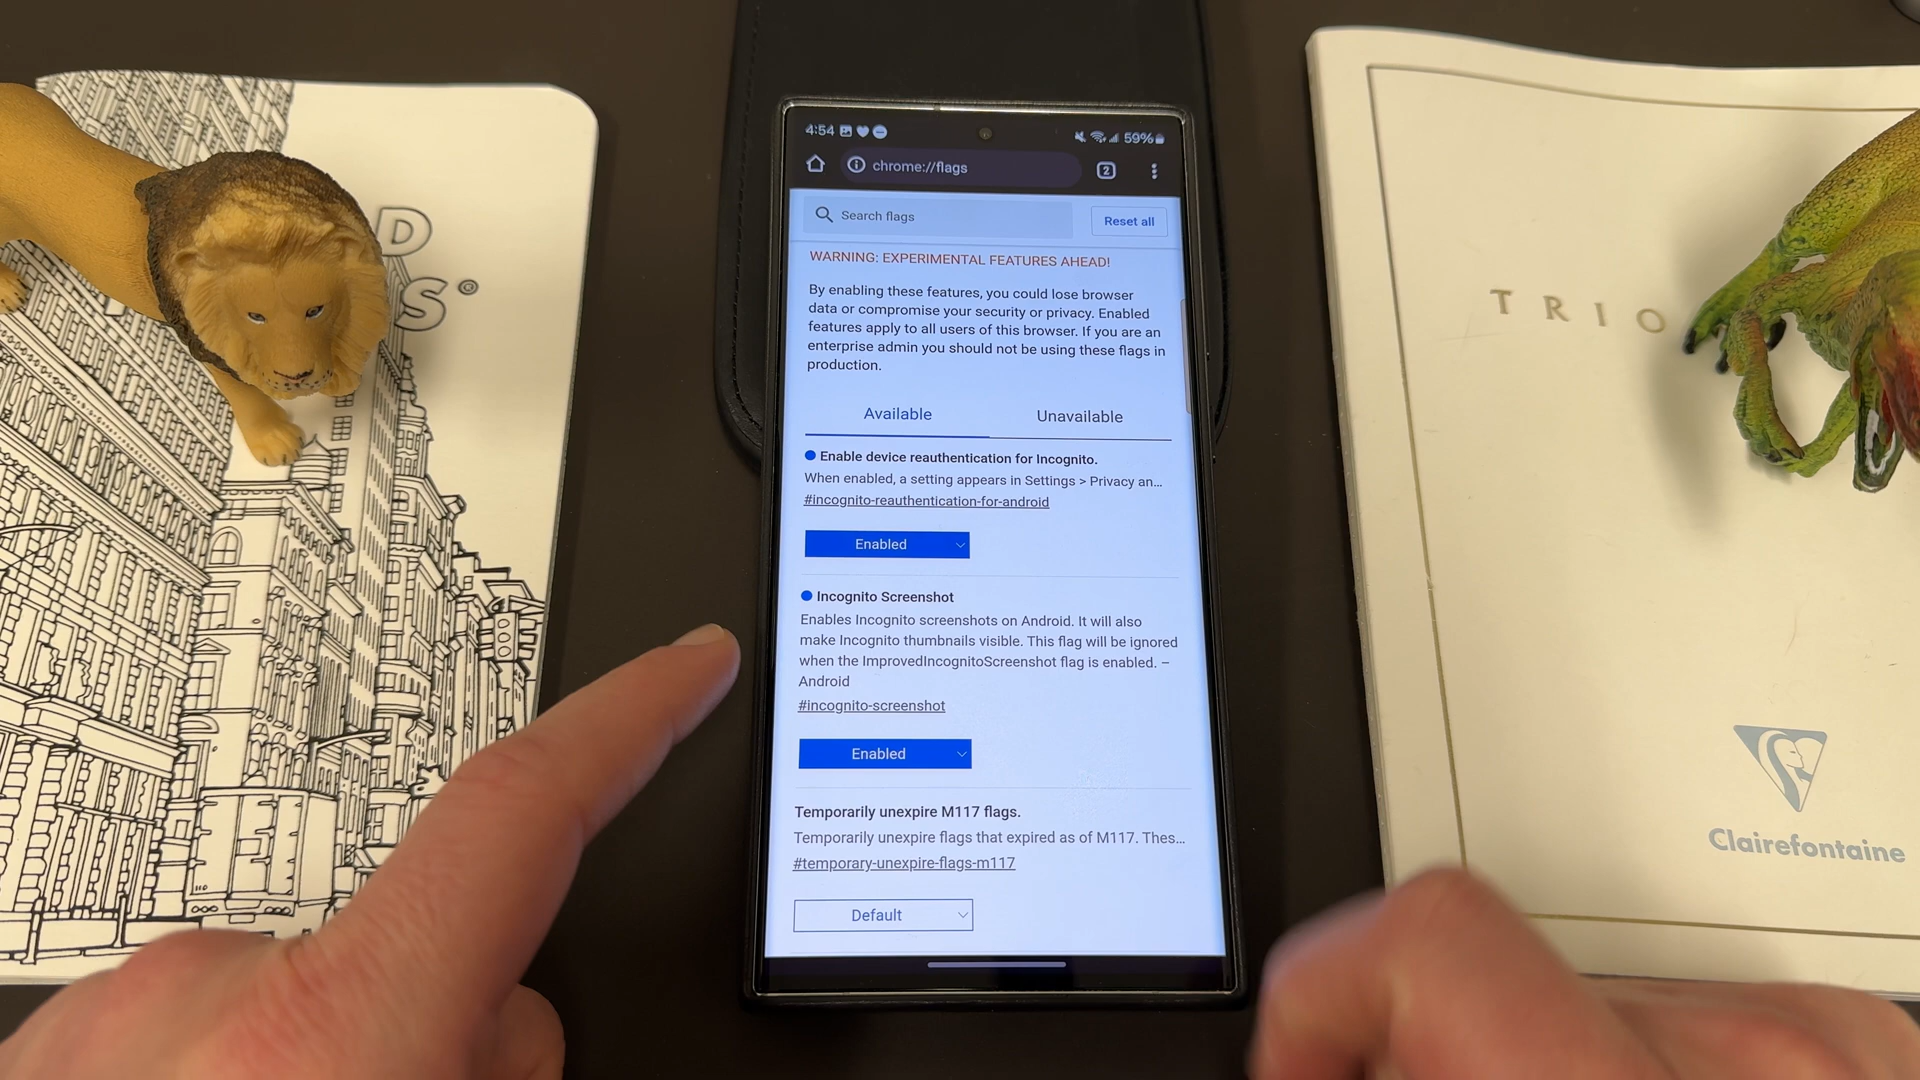 D
S®
4:54
59%
chrome://flags
2
Search flags
Reset all
WARNING: EXPERIMENTAL FEATURES AHEAD!
By enabling these features, you could lose browser
data or compromise your security or privacy. Enabled
features apply to all users of this browser. If you are an
enterprise admin you should not be using these flags in
production.
Available
Unavailable
Enable device reauthentication for Incognito.
When enabled, a setting appears in Settings > Privacy an...
#incognito-reauthentication-for-android
Enabled
Incognito Screenshot
Enables Incognito screenshots on Android. It will also
make Incognito thumbnails visible. This flag will be ignored
when the ImprovedIncognitoScreenshot flag is enabled. –
Android
#incognito-screenshot
Enabled
Temporarily unexpire M117 flags.
Temporarily unexpire flags that expired as of M117. Thes...
#temporary-unexpire-flags-m117
Default
TRIO
Clairefontaine